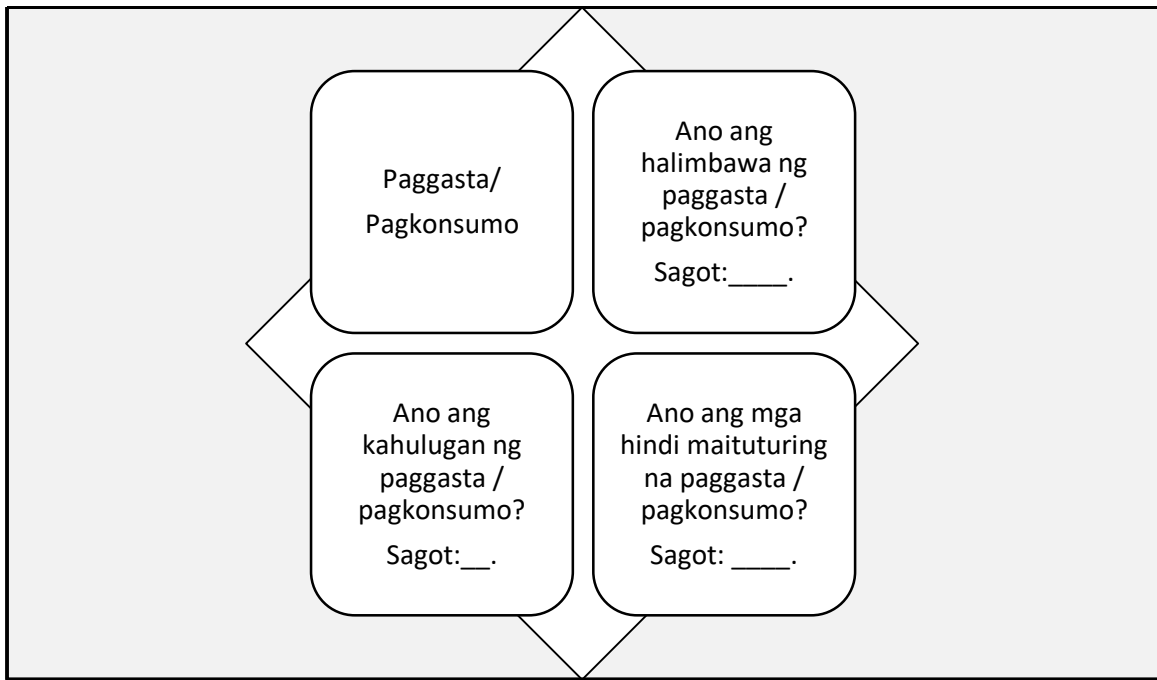 Paggasta/
Pagkonsumo
Ano ang
halimbawa ng
paggasta /
pagkonsumo?
Sagot:____.
Ano ang
kahulugan ng
paggasta /
pagkonsumo?
Sagot:__.
Ano ang mga
hindi maituturing
na paggasta /
pagkonsumo?
Sagot: ____.